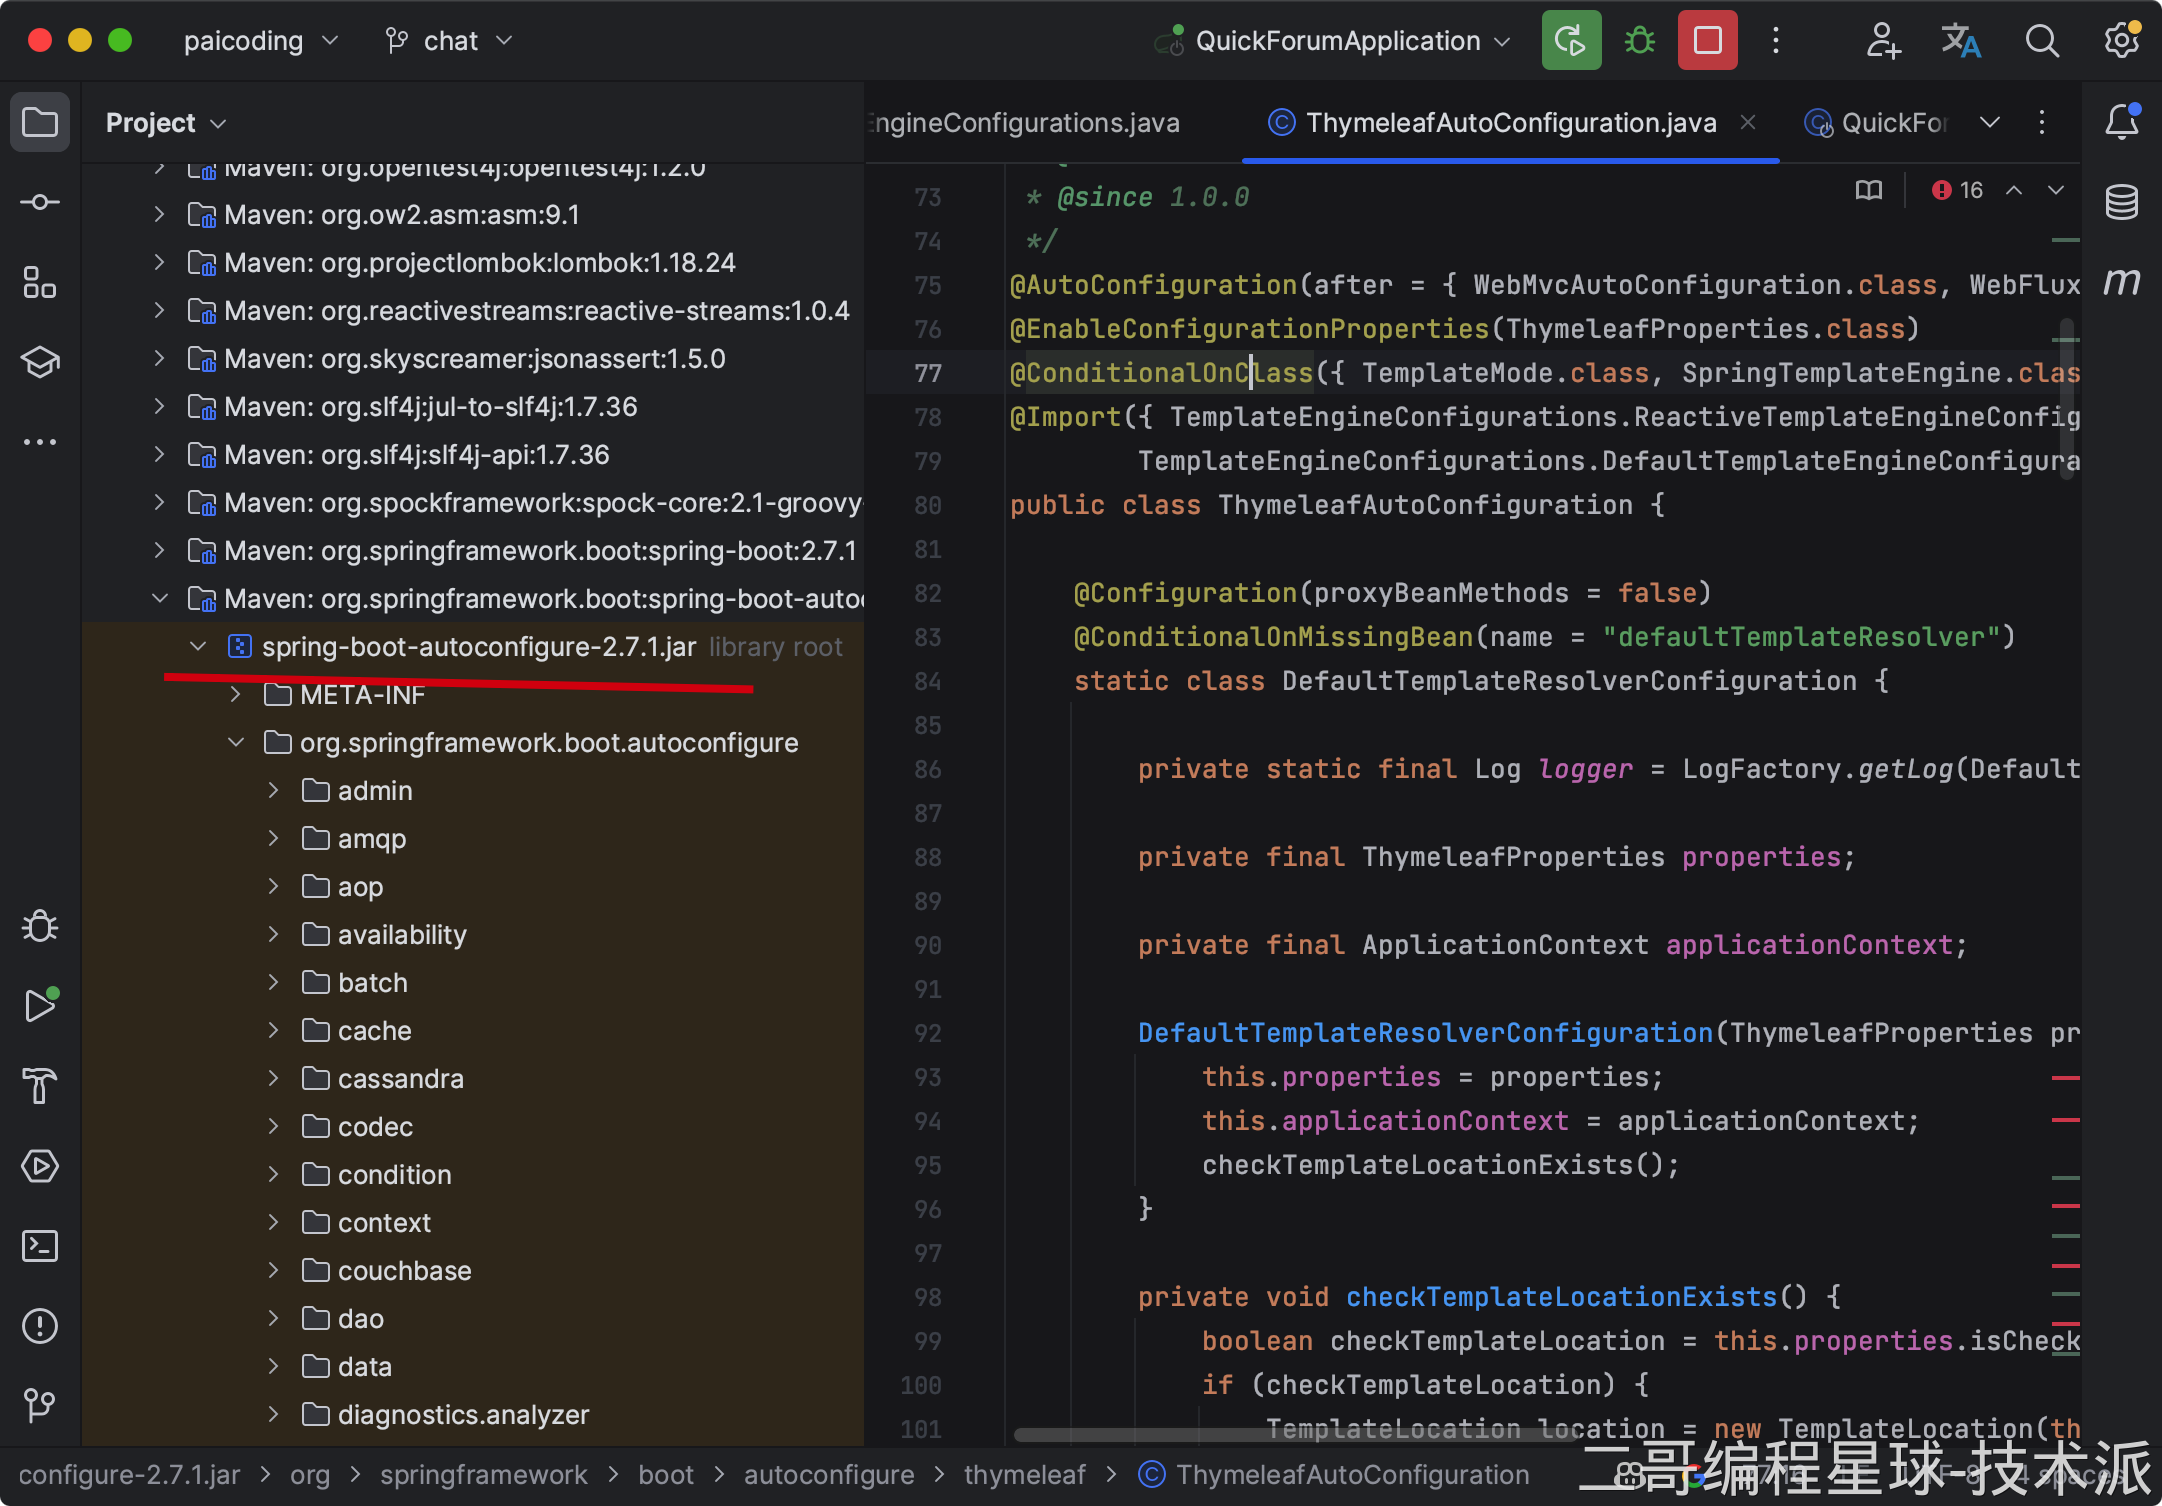 paicoding
chat
QuickForumApplication
Project
Maven: org.opentest4j:opentest4j:1.2.0
Maven: org.ow2.asm:asm:9.1
Maven: org.projectlombok:lombok:1.18.24
Maven: org.reactivestreams:reactive-streams:1.0.4
Maven: org.skyscreamer:jsonassert:1.5.0
Maven: org.slf4j:jul-to-slf4j:1.7.36
Maven: org.slf4j:slf4j-api:1.7.36
Maven: org.spockframework:spock-core:2.1-groovy-
Maven: org.springframework.boot:spring-boot:2.7.1
Maven: org.springframework.boot:spring-boot-autoc
spring-boot-autoconfigure-2.7.1.jar library root
META-INF
org.springframework.boot.autoconfigure
admin
amqp
aop
availability
batch
cache
cassandra
codec
condition
context
couchbase
dao
data
diagnostics.analyzer
EngineConfigurations.java
ThymeleafAutoConfiguration.java
QuickFor
16
73 * @since 1.0.0
74 */
75 @AutoConfiguration(after = { WebMvcAutoConfiguration.class, WebFlux
76 @EnableConfigurationProperties(ThymeleafProperties.class)
77 @ConditionalOnClass({ TemplateMode.class, SpringTemplateEngine.clas
78 @Import({ TemplateEngineConfigurations.ReactiveTemplateEngineConfig
79 TemplateEngineConfigurations.DefaultTemplateEngineConfigura
80 public class ThymeleafAutoConfiguration {
81
82 @Configuration(proxyBeanMethods = false)
83 @ConditionalOnMissingBean(name = "defaultTemplateResolver")
84 static class DefaultTemplateResolverConfiguration {
85
86 private static final Log logger = LogFactory.getLog(Default
87
88 private final ThymeleafProperties properties;
89
90 private final ApplicationContext applicationContext;
91
92 DefaultTemplateResolverConfiguration(ThymeleafProperties pr
93 this.properties = properties;
94 this.applicationContext = applicationContext;
95 checkTemplateLocationExists();
96 }
97
98 private void checkTemplateLocationExists() {
99 boolean checkTemplateLocation = this.properties.isCheck
100 if (checkTemplateLocation) {
101 TemplateLocation location = new TemplateLocation(th
configure-2.7.1.jar > org > springframework > boot > autoconfigure > thymeleaf > ThymeleafAutoConfiguration
二哥编程星球-技术派